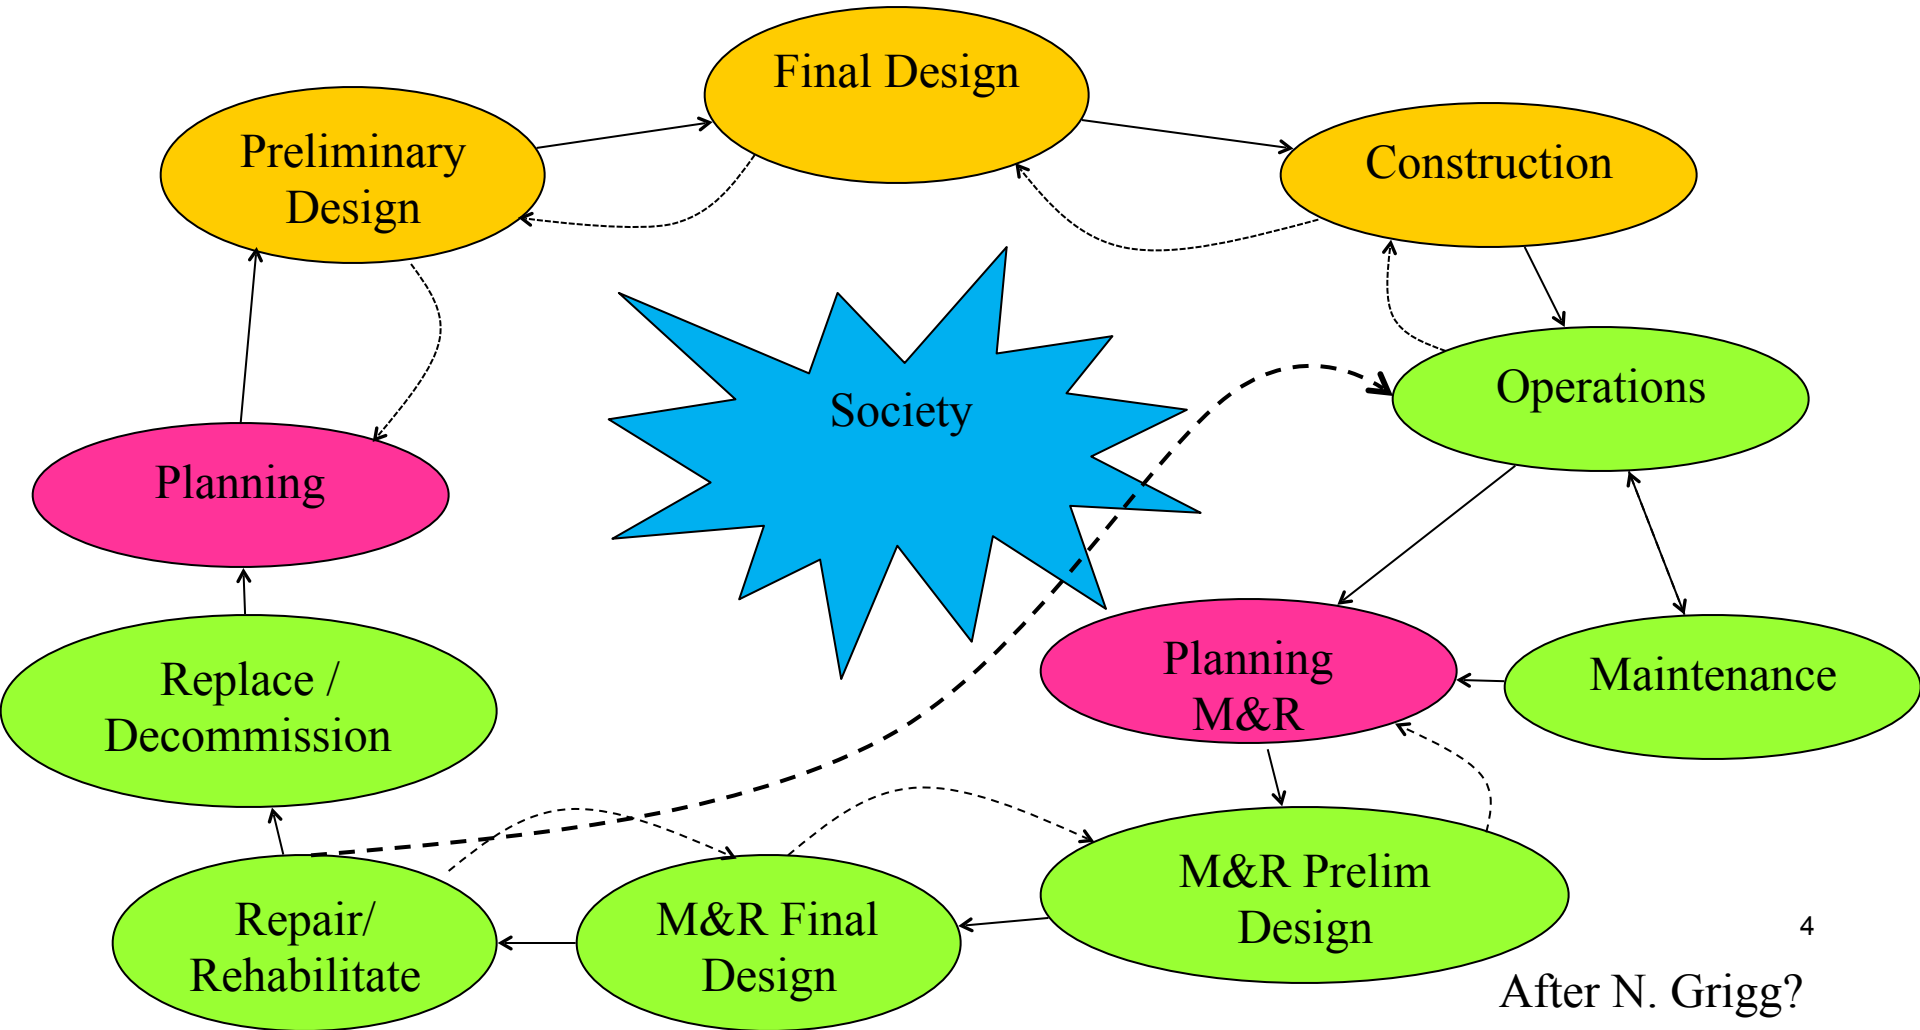 Final Design
Preliminary
Design
Construction
Operations
Society
Planning
Planning
M&R
Maintenance
Replace /
Decommission
M&R Prelim
Design
M&R Final
Design
Repair/
Rehabilitate
4
After N. Grigg?